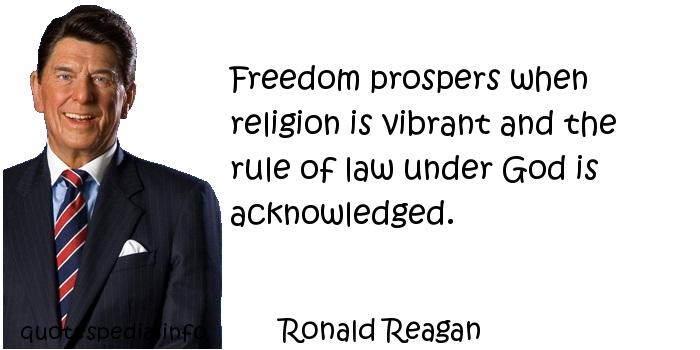 Freedom prospers when
religion is vibrant and the
rule of law under God is
acknowledged.
Ronald Reagan
quotespedia.info